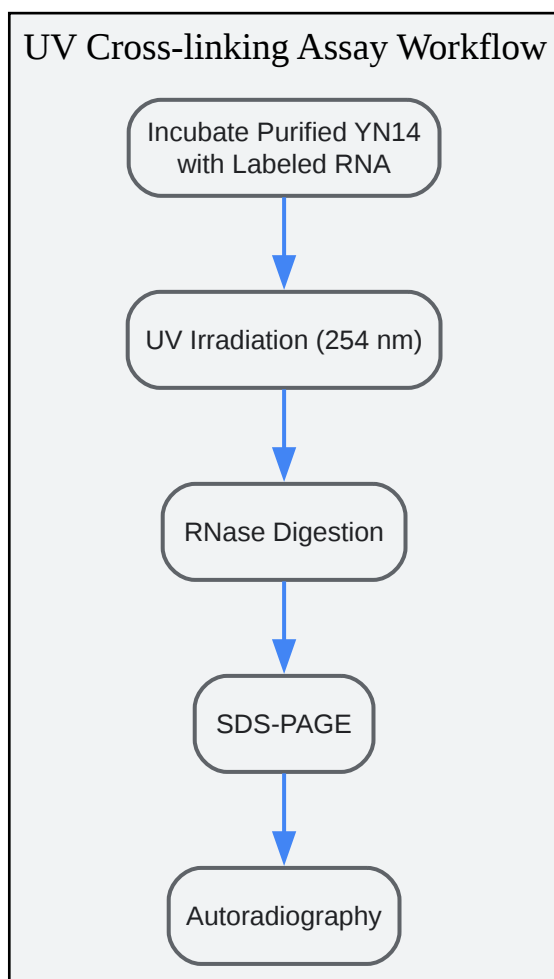 UV Cross-linking Assay Workflow
Incubate Purified YN14
with Labeled RNA
UV Irradiation (254 nm)
RNase Digestion
SDS-PAGE
Autoradiography